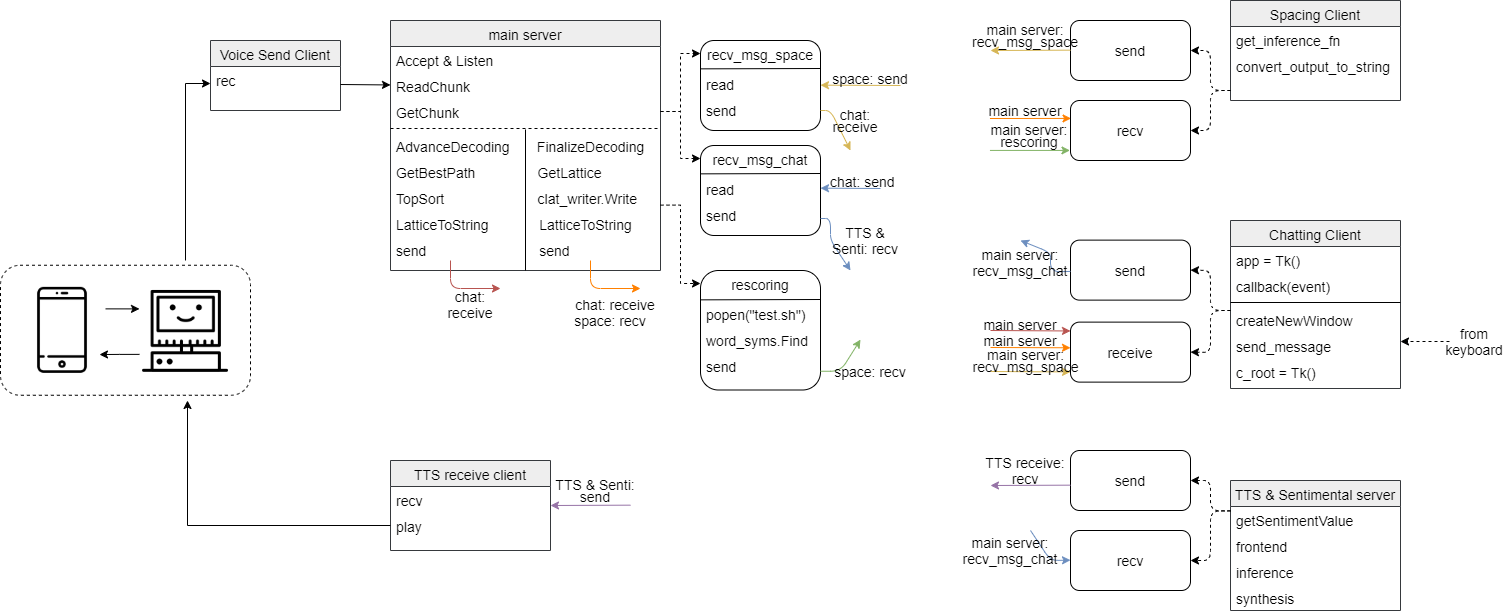 Voice Send Client
rec
main server
Accept & Listen
ReadChunk
GetChunk
AdvanceDecoding
GetBestPath
TopSort
LatticeToString
send
FinalizeDecoding
GetLattice
clat_writer.Write
LatticeToString
send
chat:
receive
chat: receive
space: recv
recv_msg_space
read
send
space: send
chat:
receive
recv_msg_chat
read
send
chat: send
TTS &
Senti: recv
rescoring
popen("test.sh")
word_syms.Find
send
space: recv
TTS receive client
recv
play
TTS & Senti:
send
main server:
recv_msg_space
send
main server
main server:
rescoring
recv
Spacing Client
get_inference_fn
convert_output_to_string
main server:
recv_msg_chat
send
main server
main server
main server:
recv_msg_space
receive
Chatting Client
app = Tk()
callback(event)
createNewWindow
send_message
c_root = Tk()
from
keyboard
TTS receive:
recv
send
main server:
recv_msg_chat
recv
TTS & Sentimental server
getSentimentValue
frontend
inference
synthesis